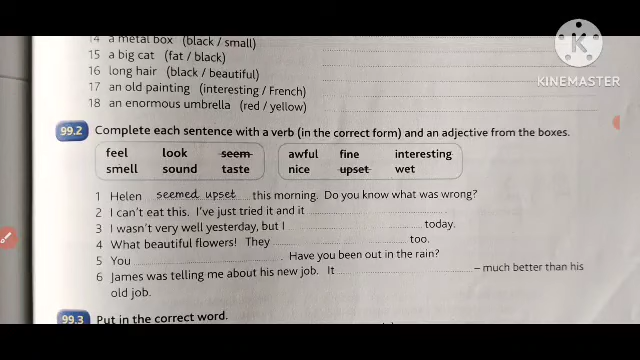 14 a metal box (black / small)
15 a big cat (fat / black)
16 long hair (black / beautiful)
17 an old painting (interesting / French)
18 an enormous umbrella (red / yellow)
KINEMASTER
99.2 Complete each sentence with a verb (in the correct form) and an adjective from the boxes.
feel look seem awful fine interesting
smell sound taste nice upset wet
1 Helen seemed upset this morning. Do you know what was wrong?
2 I can't eat this. I've just tried it and it
3 I wasn't very well yesterday, but I today.
4 What beautiful flowers! They too.
5 You . Have you been out in the rain?
6 James was telling me about his new job. It – much better than his
old job.
99.3 Put in the correct word.